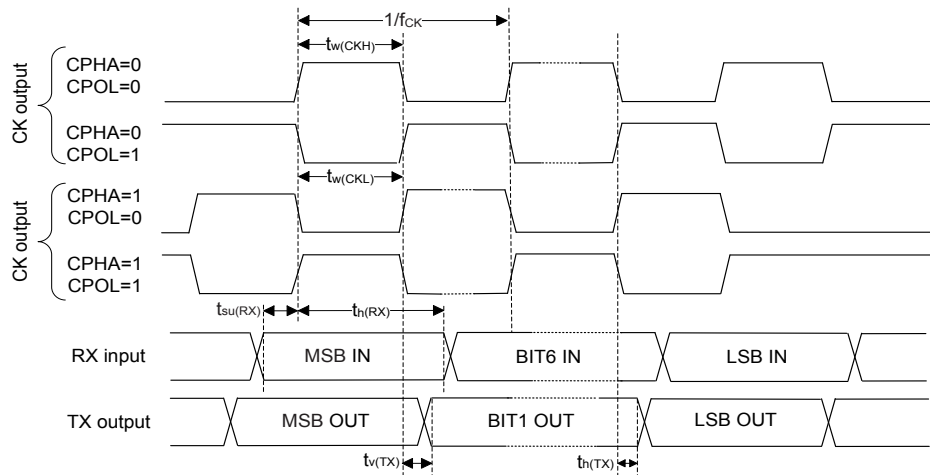 1/fCK
tw(CKH)
CK output
CPHA=0
CPOL=0
CPHA=0
CPOL=1
tw(CKL)
CK output
CPHA=1
CPOL=0
CPHA=1
CPOL=1
tsu(RX)
th(RX)
RX input
MSB IN
BIT6 IN
LSB IN
TX output
MSB OUT
BIT1 OUT
LSB OUT
tv(TX)
th(TX)